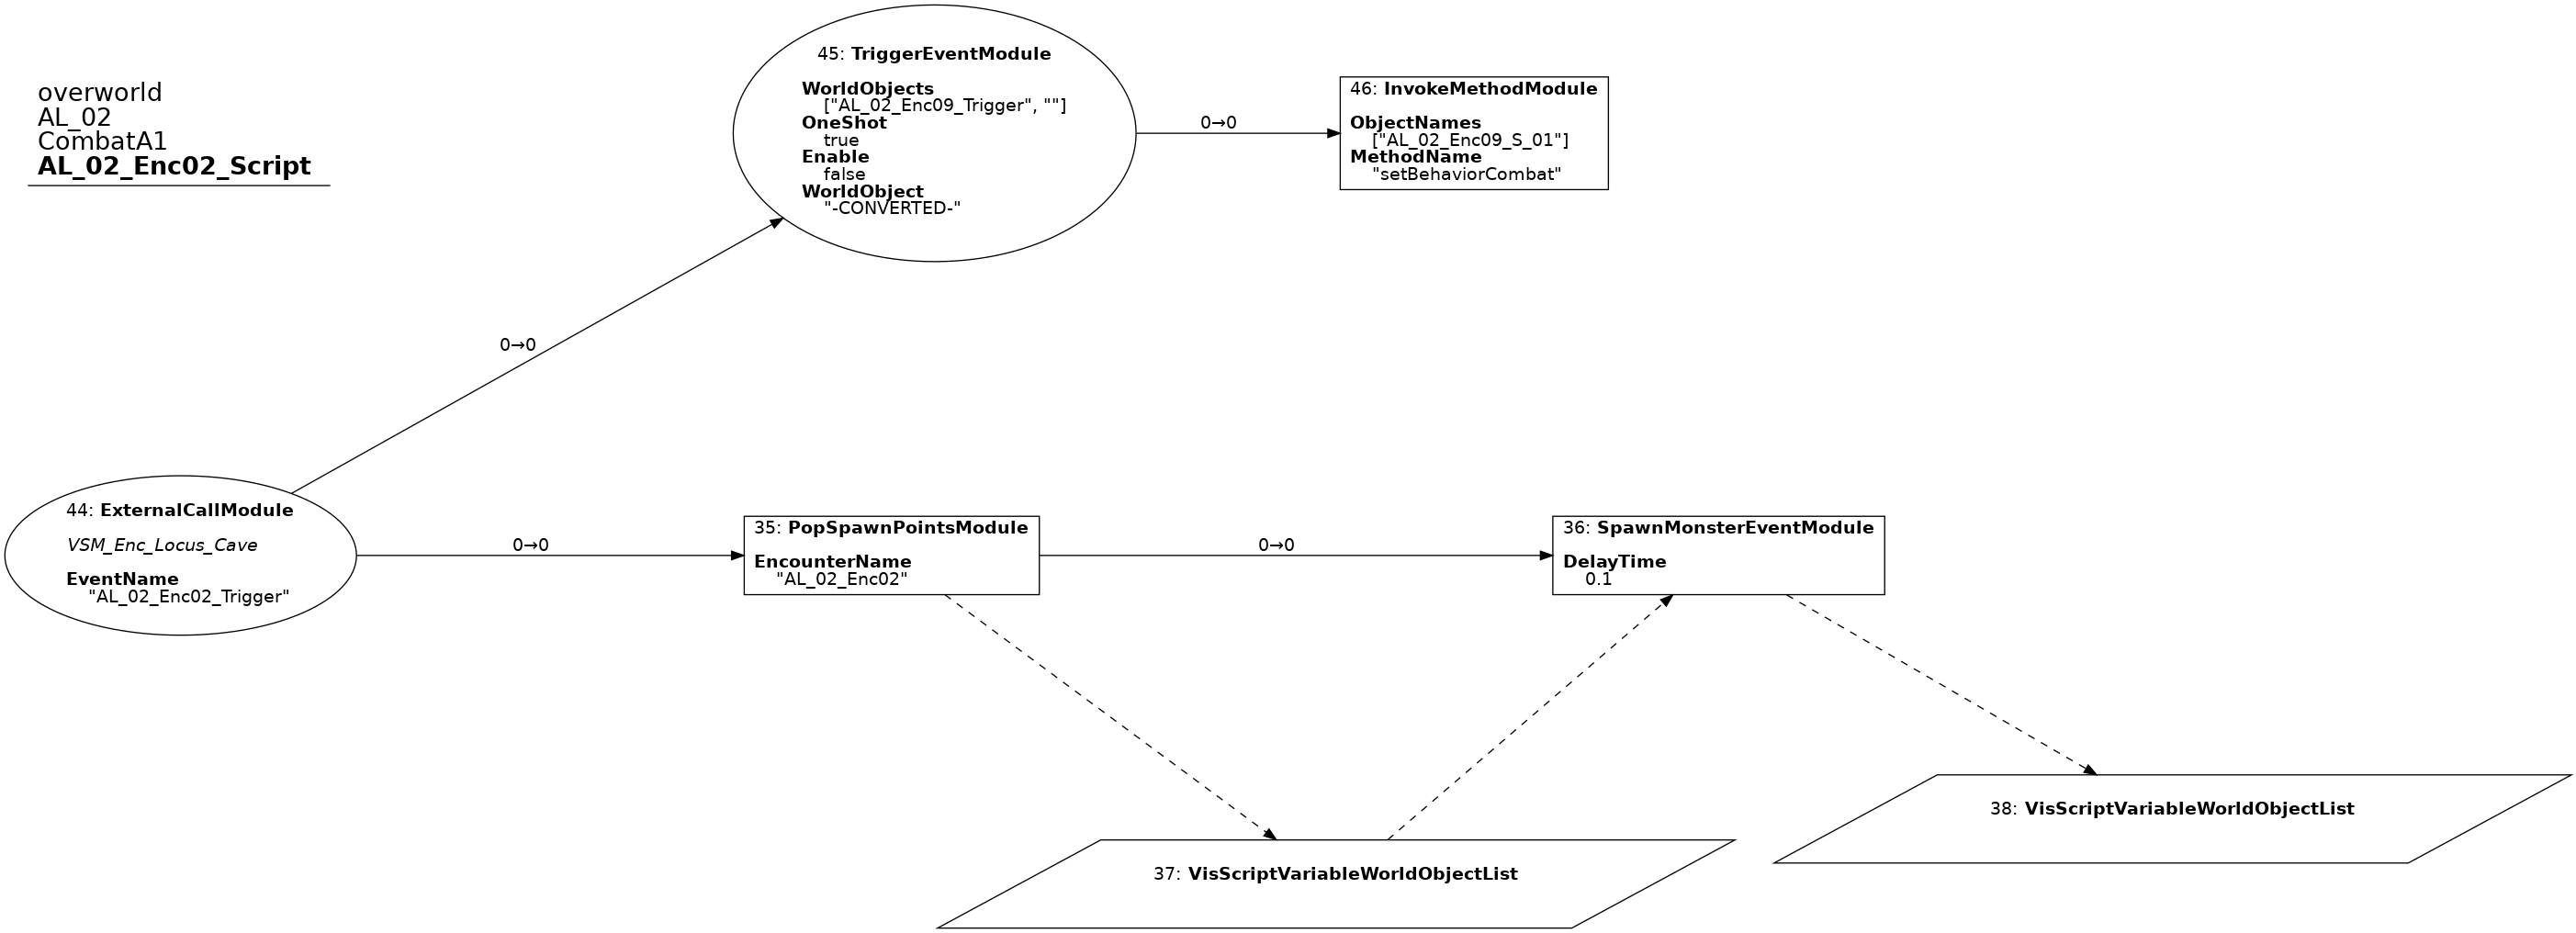 overworld
AL_02
CombatA1
AL_02_Enc02_Script
45: TriggerEventModule
WorldObjects
["AL_02_Enc09_Trigger", ""]
OneShot
true
Enable
false
WorldObject
"-CONVERTED-"
0→0
46: InvokeMethodModule
ObjectNames
["AL_02_Enc09_S_01"]
MethodName
"setBehaviorCombat"
0→0
44: ExternalCallModule
VSM_Enc_Locus_Cave
EventName
"AL_02_Enc02_Trigger"
0→0
35: PopSpawnPointsModule
EncounterName
"AL_02_Enc02"
0→0
36: SpawnMonsterEventModule
DelayTime
0.1
38: VisScriptVariableWorldObjectList
37: VisScriptVariableWorldObjectList